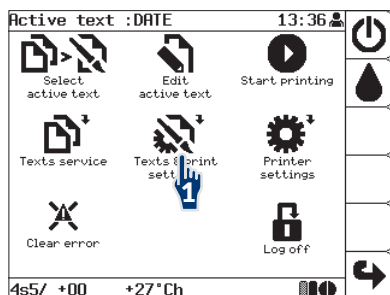 Active text :DATE 13:36
Select
active text
Edit
active text
Start printing
Texts service
Texts & print
sett
Printer
settings
1
Clear error
Log off
4s5/ +00 +27°Ch